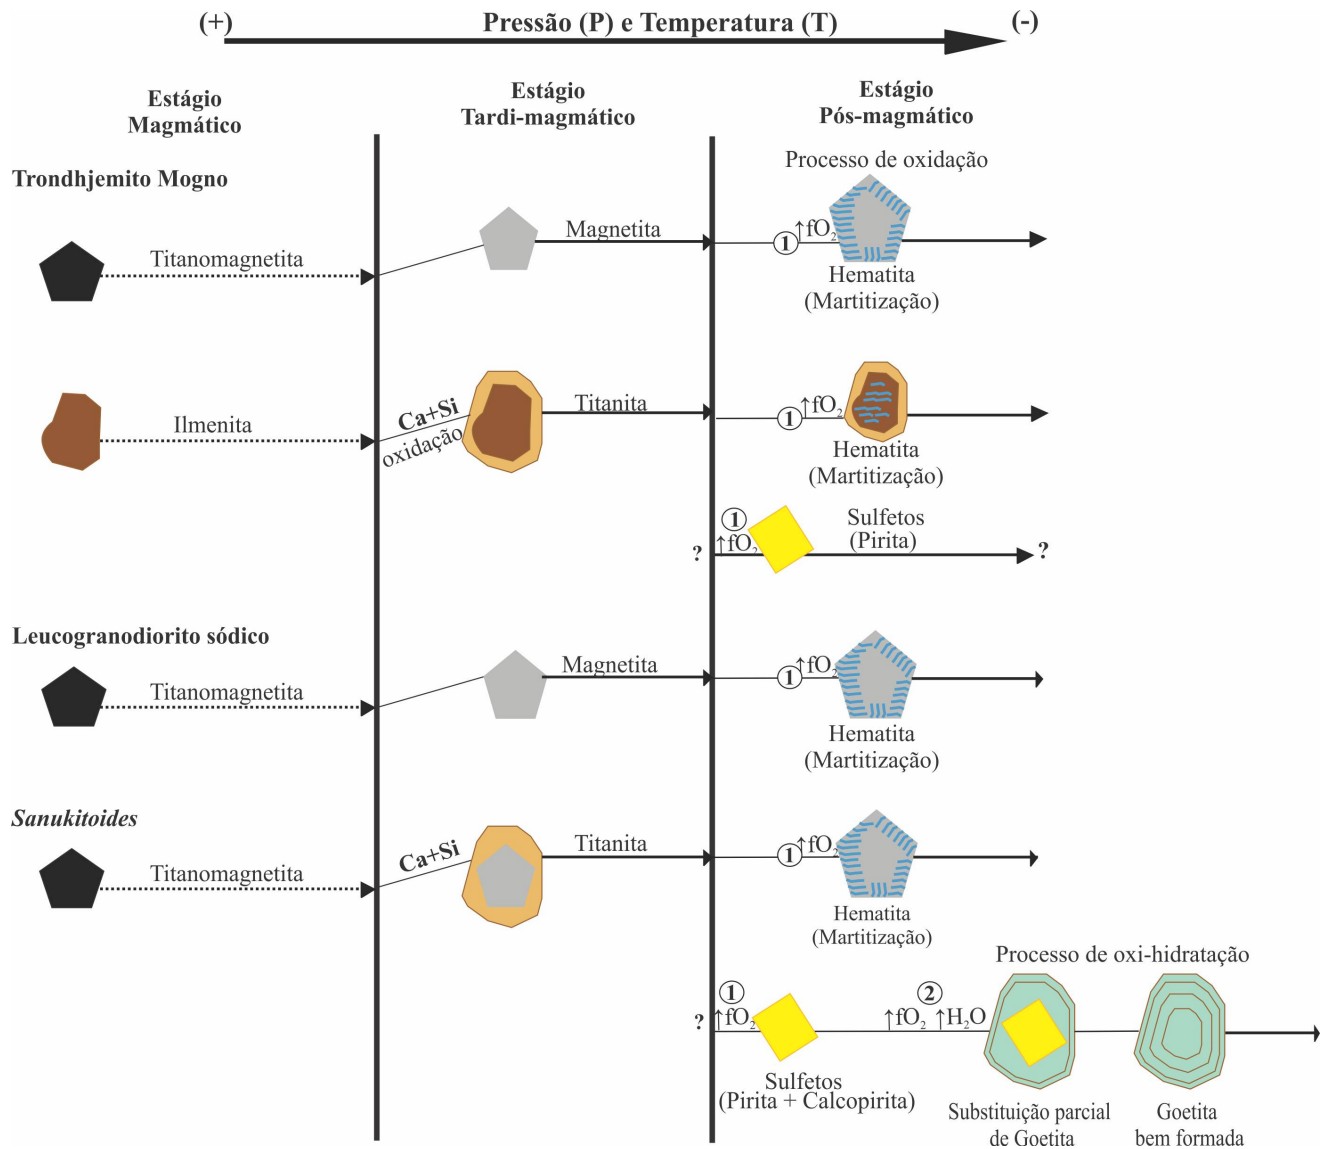 (+)
Pressão (P) e Temperatura (T)
(-)
Estágio
Magmático
Estágio
Tardi-magmático
Estágio
Pós-magmático
Trondhjemito Mogno
Processo de oxidação
Titanomagnetita
Magnetita
1
↑fO2
Hematita
(Martitização)
Ilmenita
Ca+Si
oxidação
Titanita
1
↑fO2
Hematita
(Martitização)
?
1
↑fO2
Sulfetos
(Pirita)
?
Leucogranodiorito sódico
Titanomagnetita
Magnetita
1
↑fO2
Hematita
(Martitização)
Sanukitoides
Titanomagnetita
Ca+Si
Titanita
1
↑fO2
Hematita
(Martitização)
Processo de oxi-hidratação
?
1
↑fO2
Sulfetos
(Pirita + Calcopirita)
2
↑fO2 ↑H2O
Substituição parcial
de Goetita
Goetita
bem formada